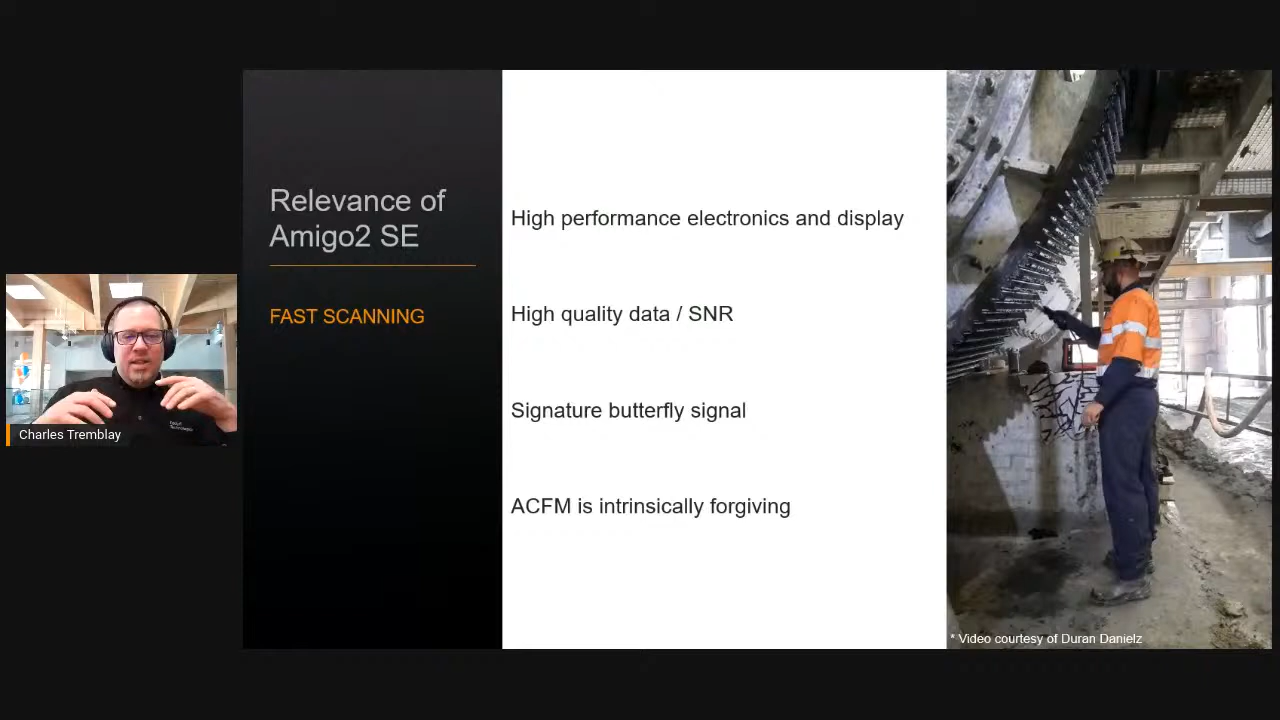 Relevance of
Amigo2 SE
FAST SCANNING
High performance electronics and display
High quality data / SNR
Signature butterfly signal
ACFM is intrinsically forgiving
* Video courtesy of Duran Danielz
Charles Tremblay